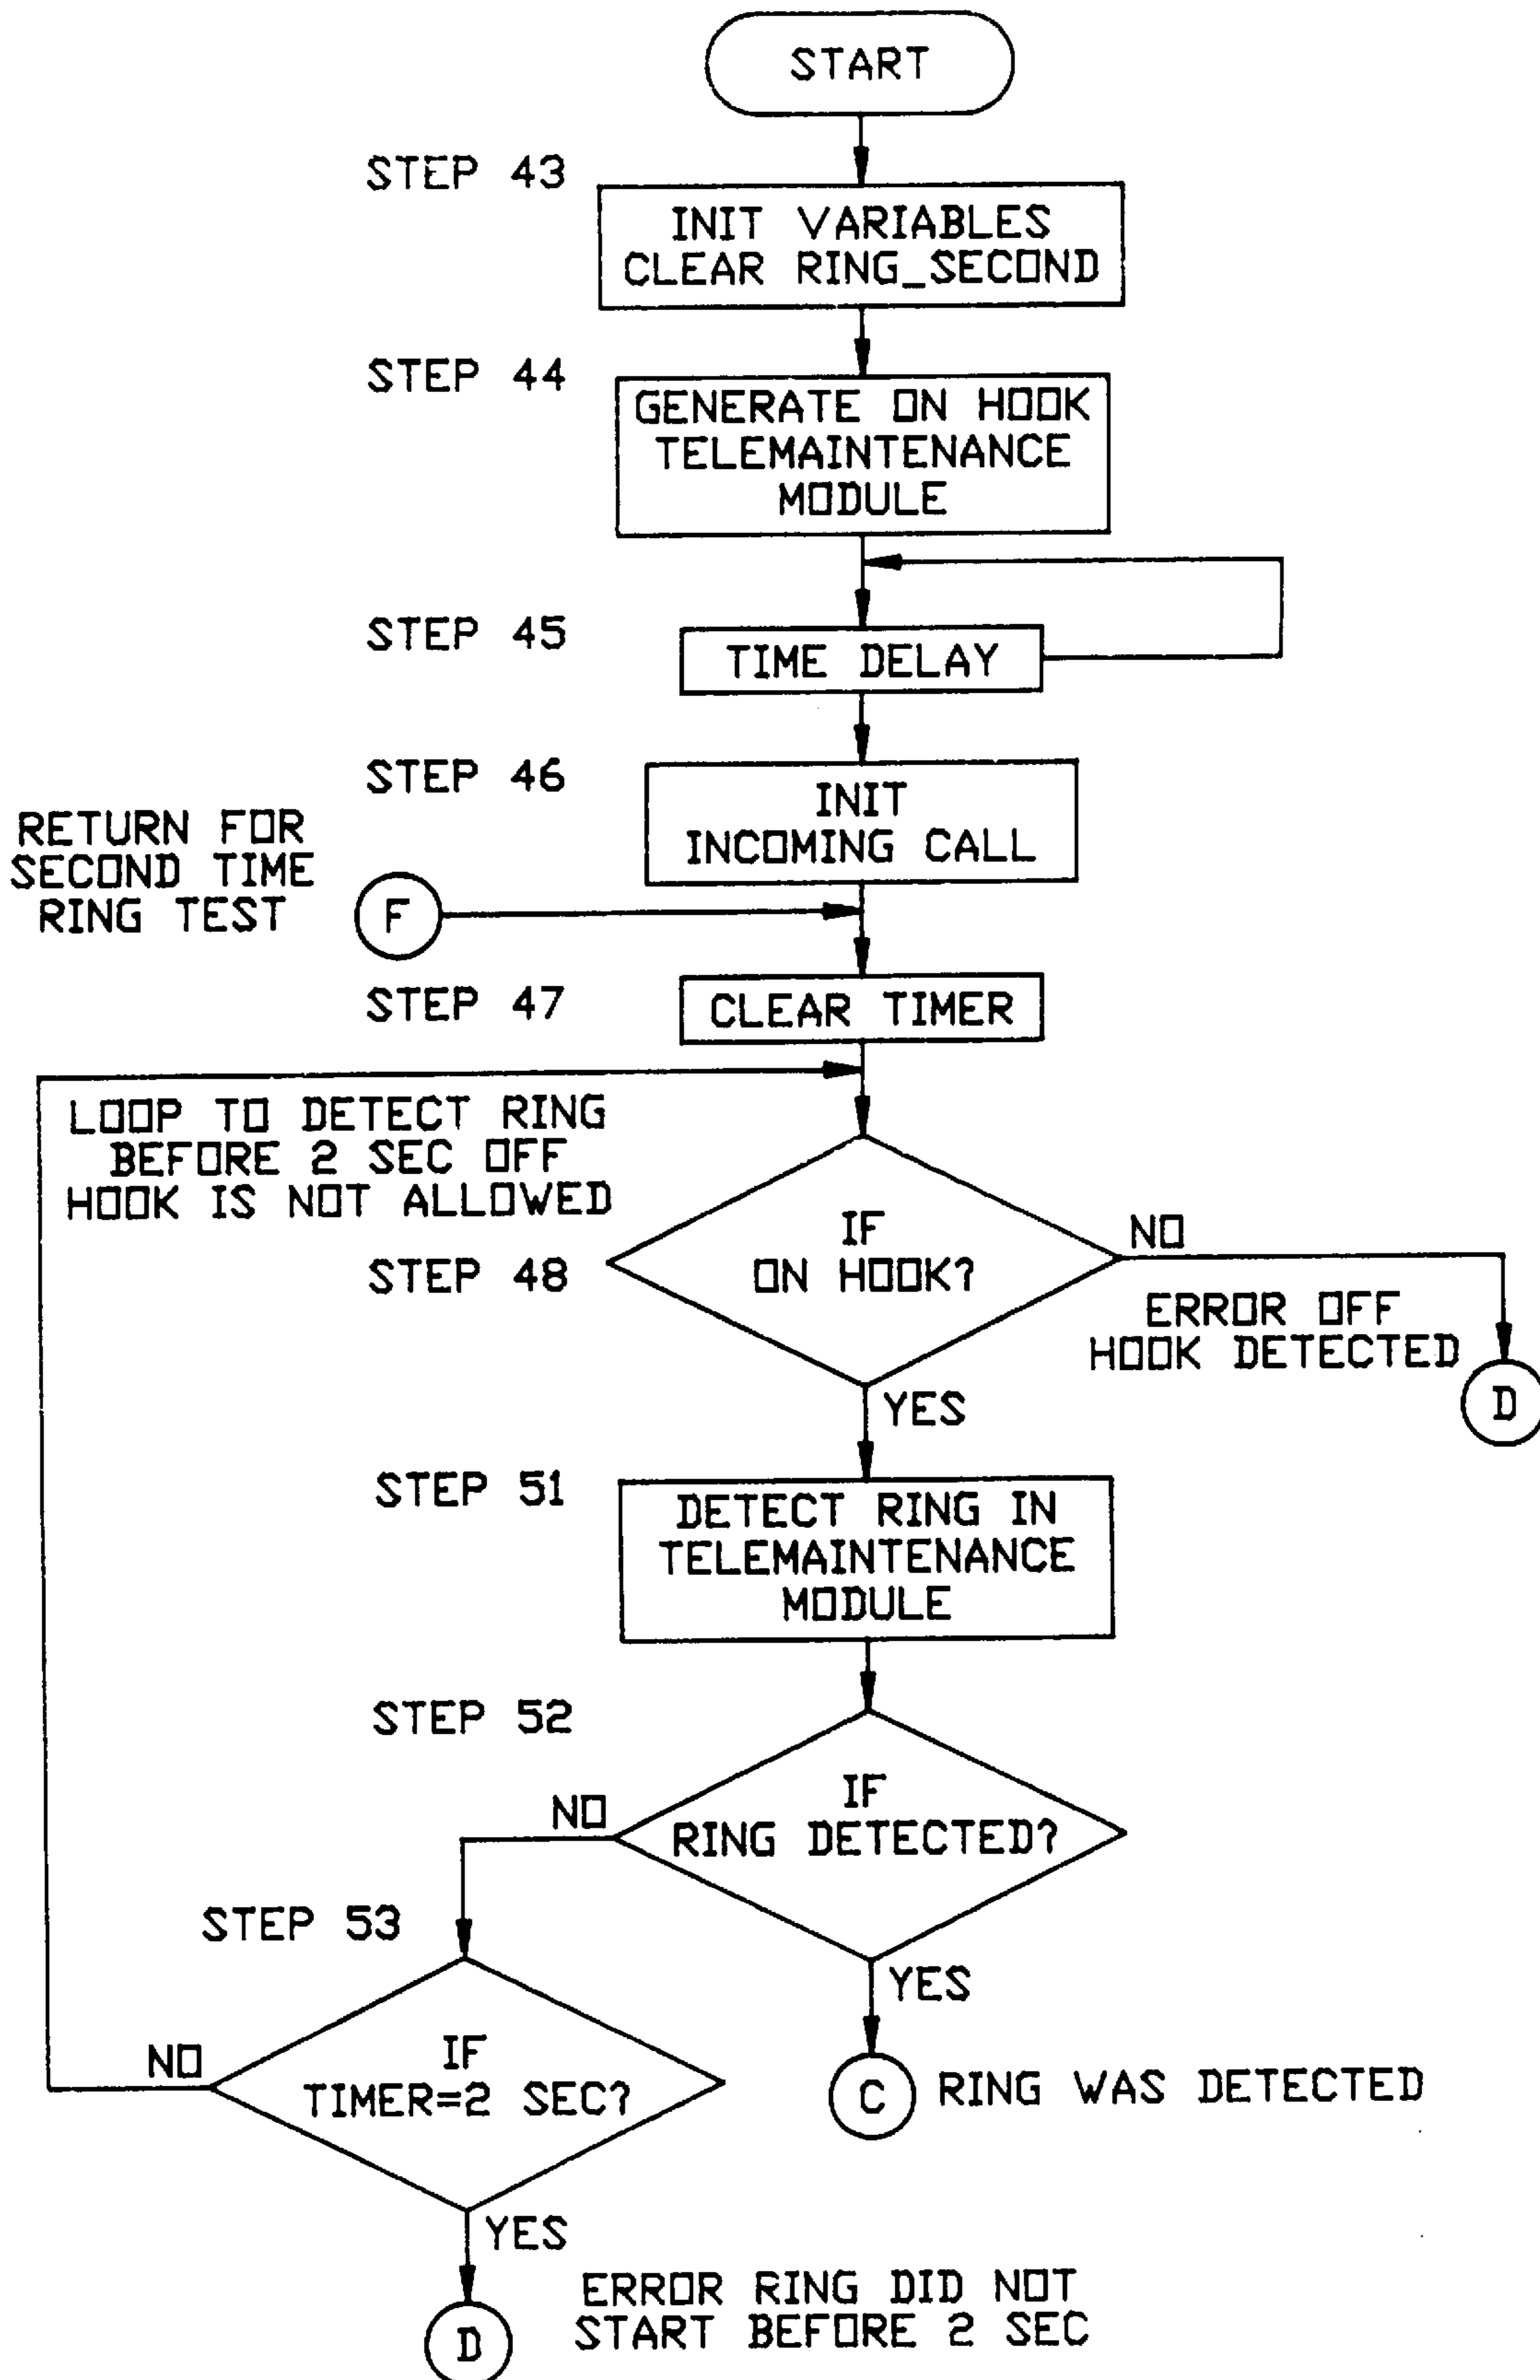 START
STEP 43
INIT VARIABLES
CLEAR RING_SECOND
STEP 44
GENERATE ON HOOK
TELEMAINTENANCE
MODULE
STEP 45
TIME DELAY
STEP 46
INIT
INCOMING CALL
RETURN FOR
SECOND TIME
RING TEST
F
STEP 47
CLEAR TIMER
LOOP TO DETECT RING
BEFORE 2 SEC OFF
HOOK IS NOT ALLOWED
STEP 48
IF
ON HOOK?
NO
ERROR OFF
HOOK DETECTED
D
YES
STEP 51
DETECT RING IN
TELEMAINTENANCE
MODULE
STEP 52
IF
RING DETECTED?
NO
YES
C
RING WAS DETECTED
STEP 53
IF
TIMER=2 SEC?
NO
YES
D
ERROR RING DID NOT
START BEFORE 2 SEC